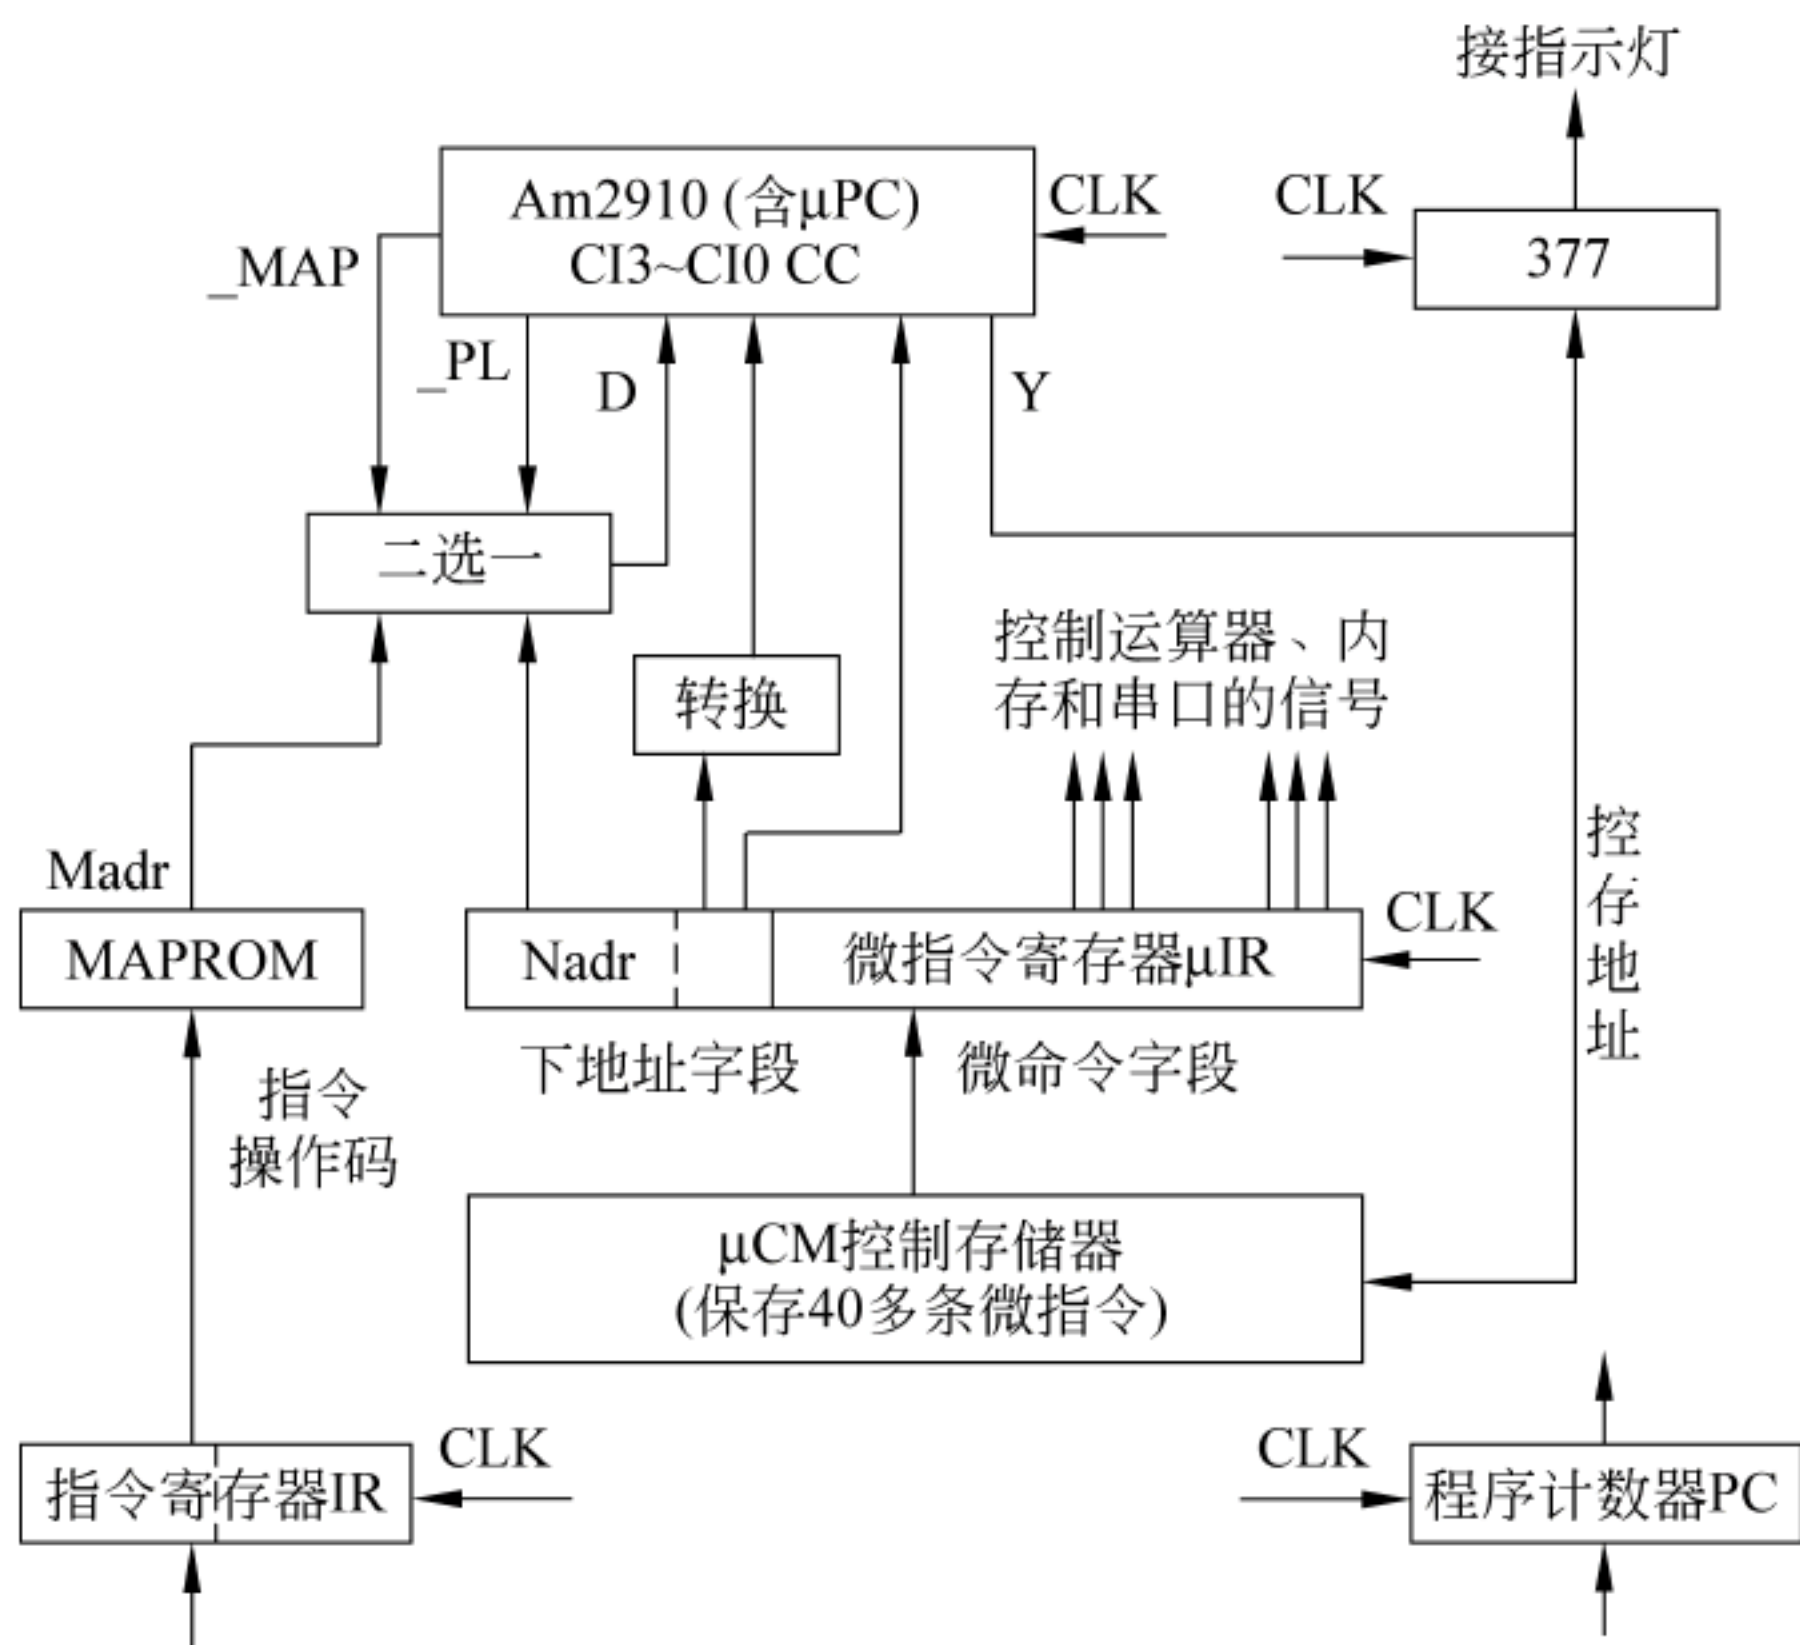 接指示灯
Am2910 (含μPC)
CI3~CI0 CC
CLK
CLK
377
_MAP
_PL
D
Y
二选一
控制运算器、内
存和串口的信号
转换
控存地址
Madr
MAPROM
Nadr
微指令寄存器μIR
CLK
下地址字段
微命令字段
指令
操作码
μCM控制存储器
(保存40多条微指令)
指令寄存器IR
CLK
CLK
程序计数器PC